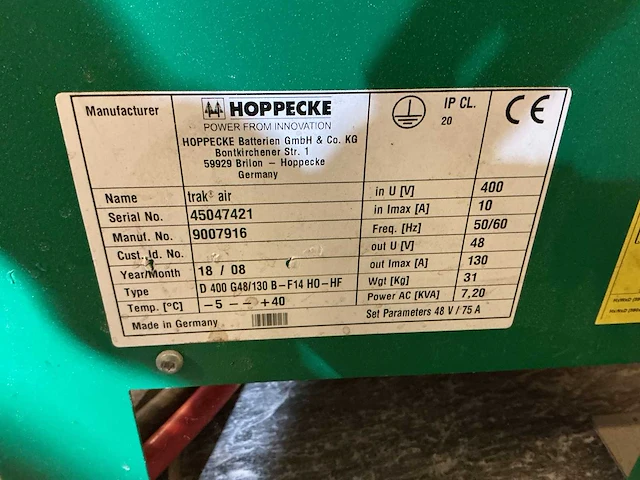 Manufacturer
HOPPECKE
POWER FROM INNOVATION
HOPPECKE Batterien GmbH & Co. KG
Bontkirchener Str. 1
59929 Brilon – Hoppecke
Germany
IP CL.
20
CE
Name trak® air
Serial No. 45047421
Manuf. No. 9007916
Cust. Id. No.
Year/Month 18 / 08
Type D 400 G48/130 B–F14 HO–HF
Temp. [°C] –5 –– +40
Made in Germany
in U [V] 400
in Imax [A] 10
Freq. [Hz] 50/60
out U [V] 48
out Imax [A] 130
Wgt [Kg] 31
Power AC [KVA] 7,20
Set Parameters 48 V / 75 A